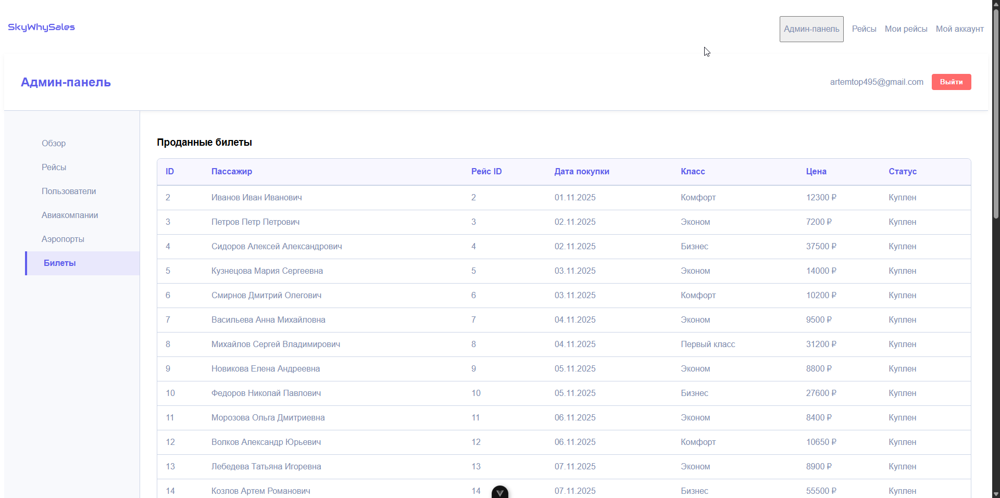 SkyWhySales
Админ-панель Рейсы Мои рейсы Мой аккаунт
Админ-панель
artemtop495@gmail.com Выйти
Обзор
Рейсы
Пользователи
Авиакомпании
Аэропорты
Билеты
Проданные билеты
ID Пассажир Рейс ID Дата покупки Класс Цена Статус
2 Иванов Иван Иванович 2 01.11.2025 Комфорт 12300 ₽ Куплен
3 Петров Петр Петрович 3 02.11.2025 Эконом 7200 ₽ Куплен
4 Сидоров Алексей Александрович 4 02.11.2025 Бизнес 37500 ₽ Куплен
5 Кузнецова Мария Сергеевна 5 03.11.2025 Эконом 14000 ₽ Куплен
6 Смирнов Дмитрий Олегович 6 03.11.2025 Комфорт 10200 ₽ Куплен
7 Васильева Анна Михайловна 7 04.11.2025 Эконом 9500 ₽ Куплен
8 Михайлов Сергей Владимирович 8 04.11.2025 Первый класс 31200 ₽ Куплен
9 Новикова Елена Андреевна 9 05.11.2025 Эконом 8800 ₽ Куплен
10 Федоров Николай Павлович 10 05.11.2025 Бизнес 27600 ₽ Куплен
11 Морозова Ольга Дмитриевна 11 06.11.2025 Эконом 8400 ₽ Куплен
12 Волков Александр Юрьевич 12 06.11.2025 Комфорт 10650 ₽ Куплен
13 Лебедева Татьяна Игоревна 13 07.11.2025 Эконом 8900 ₽ Куплен
14 Козлов Артем Романович 14 07.11.2025 Бизнес 55500 ₽ Куплен